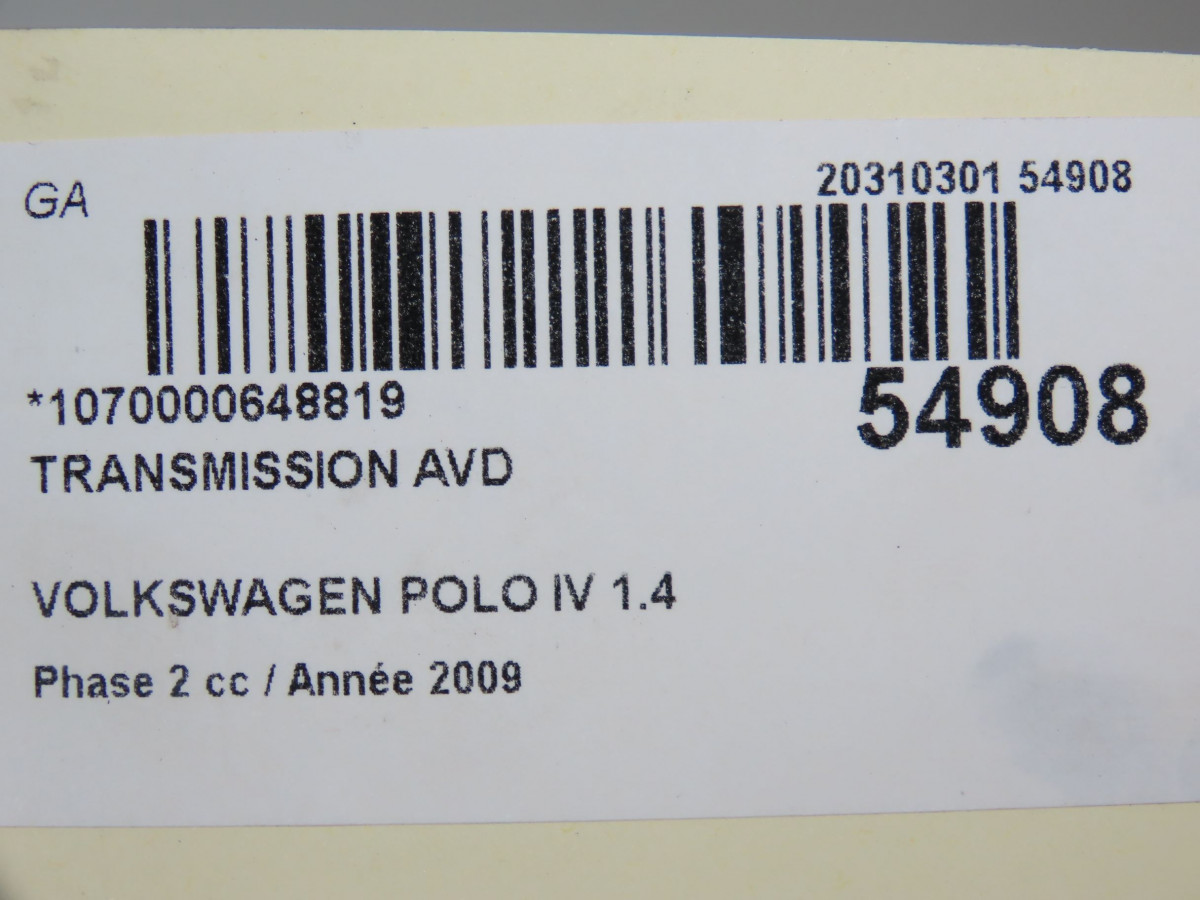 GA
20310301 54908
*1070000648819
54908
TRANSMISSION AVD
VOLKSWAGEN POLO IV 1.4
Phase 2 cc / Année 2009